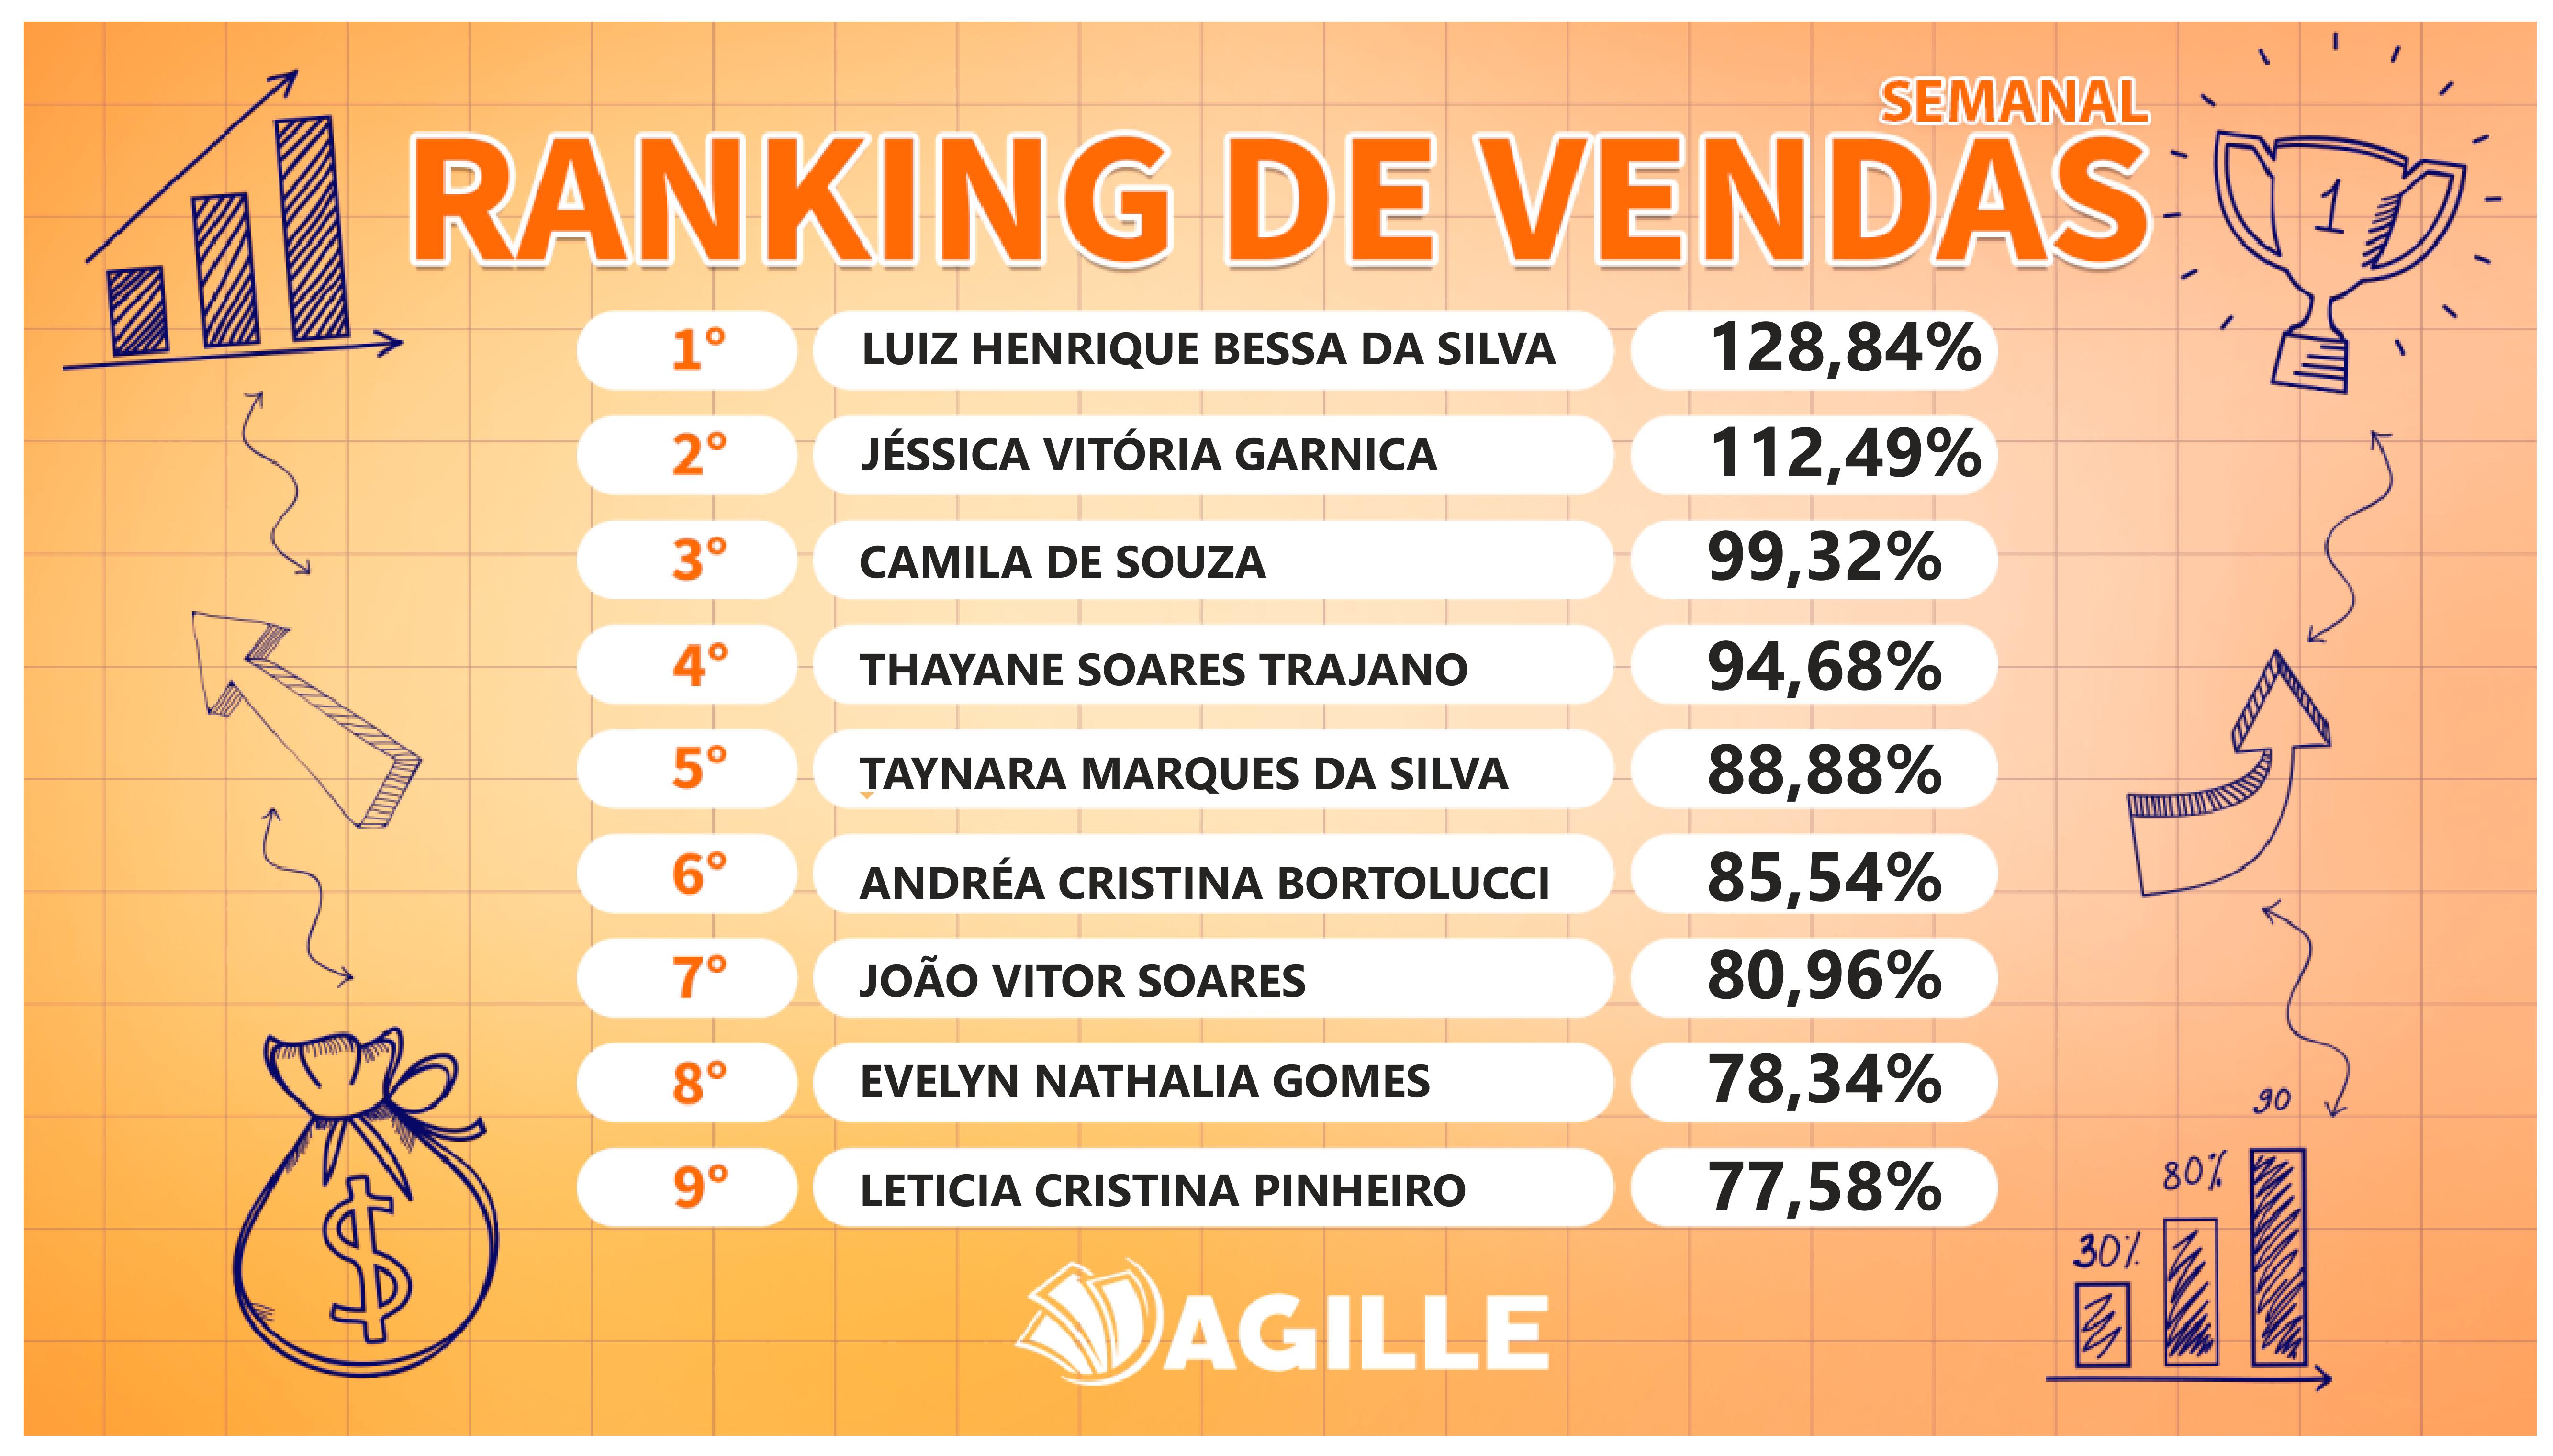 SEMANAL
RANKING DE VENDAS
1
1° LUIZ HENRIQUE BESSA DA SILVA 128,84%
2° JÉSSICA VITÓRIA GARNICA 112,49%
3° CAMILA DE SOUZA 99,32%
4° THAYANE SOARES TRAJANO 94,68%
5° TAYNARA MARQUES DA SILVA 88,88%
6° ANDRÉA CRISTINA BORTOLUCCI 85,54%
7° JOÃO VITOR SOARES 80,96%
8° EVELYN NATHALIA GOMES 78,34%
9° LETICIA CRISTINA PINHEIRO 77,58%
$
30%
80%
90
AGILLE